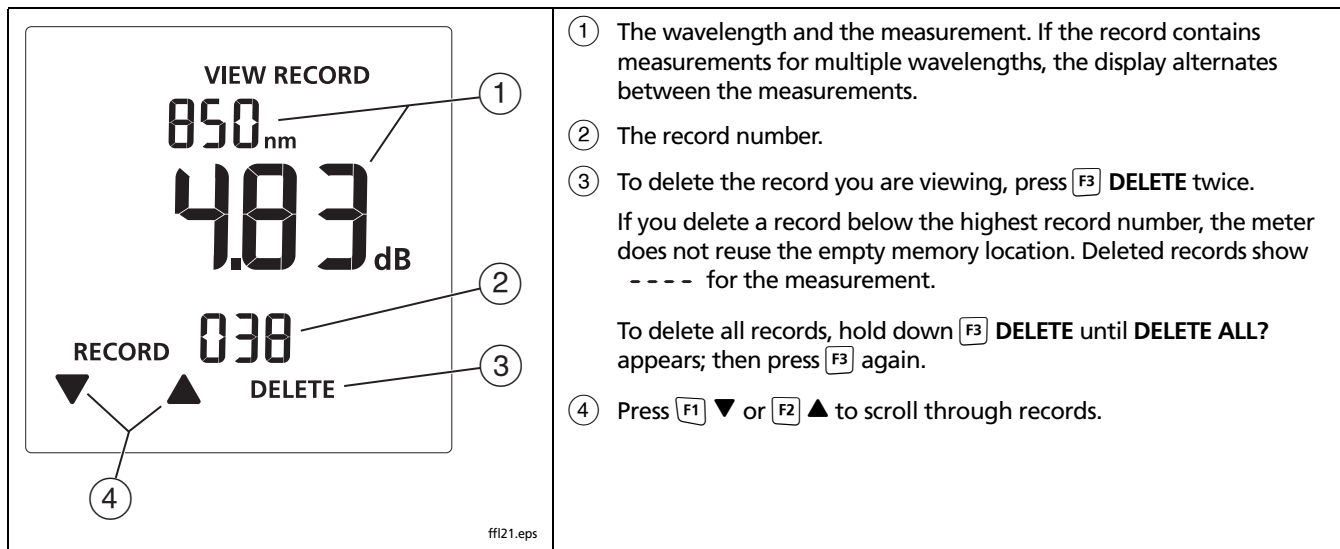 VIEW RECORD
850 nm
4.83 dB
038
RECORD
DELETE
1
2
3
4
ffl21.eps
1 The wavelength and the measurement. If the record contains
measurements for multiple wavelengths, the display alternates
between the measurements.
2 The record number.
3 To delete the record you are viewing, press F3 DELETE twice.
If you delete a record below the highest record number, the meter
does not reuse the empty memory location. Deleted records show
- - - - for the measurement.
To delete all records, hold down F3 DELETE until DELETE ALL?
appears; then press F3 again.
4 Press F1 ▼ or F2 ▲ to scroll through records.